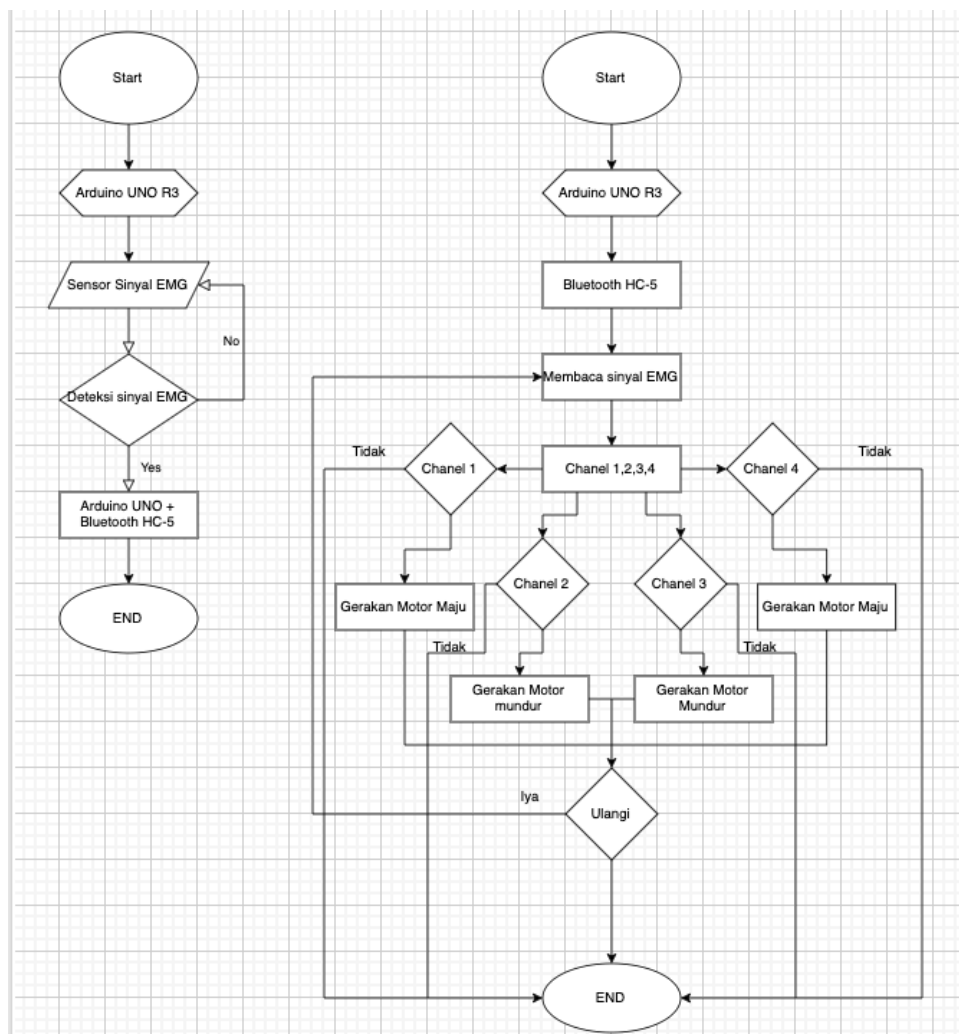 Start
Arduino UNO R3
Sensor Sinyal EMG
No
Deteksi sinyal EMG
Yes
Arduino UNO +
Bluetooth HC-5
END
Start
Arduino UNO R3
Bluetooth HC-5
Membaca sinyal EMG
Chanel 1,2,3,4
Tidak
Chanel 1
Chanel 4
Tidak
Chanel 2
Chanel 3
Gerakan Motor Maju
Gerakan Motor Maju
Tidak
Tidak
Gerakan Motor
mundur
Gerakan Motor
Mundur
Iya
Ulangi
END